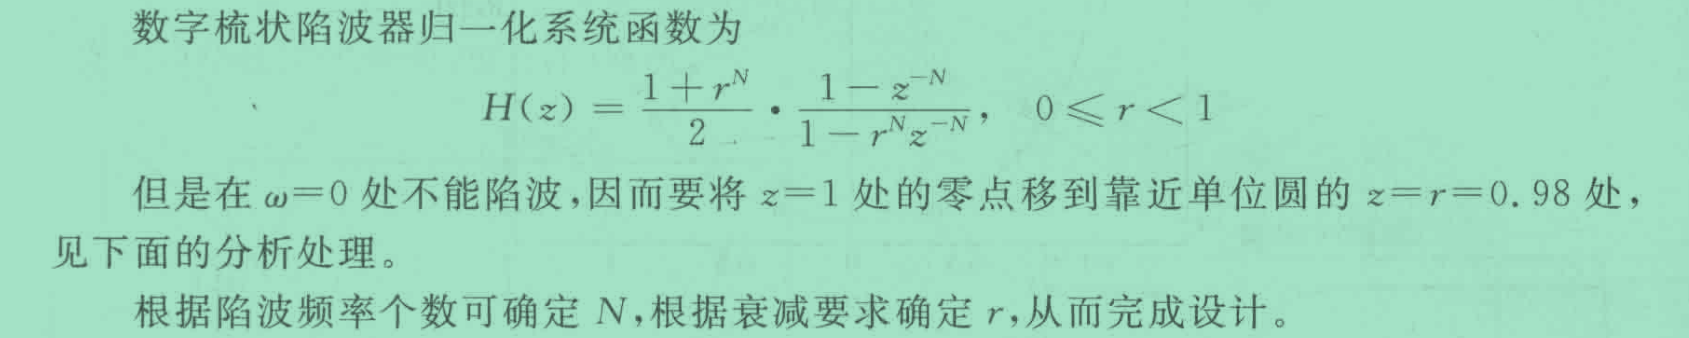 数字梳状陷波器归一化系统函数为
H(z) = \frac{1+r^N}{2} \cdot \frac{1-z^{-N}}{1-r^N z^{-N}}, 0 ≤ r < 1
但是在 ω=0 处不能陷波,因而要将 z=1 处的零点移到靠近单位圆的 z=r=0.98 处,
见下面的分析处理。
根据陷波频率个数可确定 N,根据衰减要求确定 r,从而完成设计。